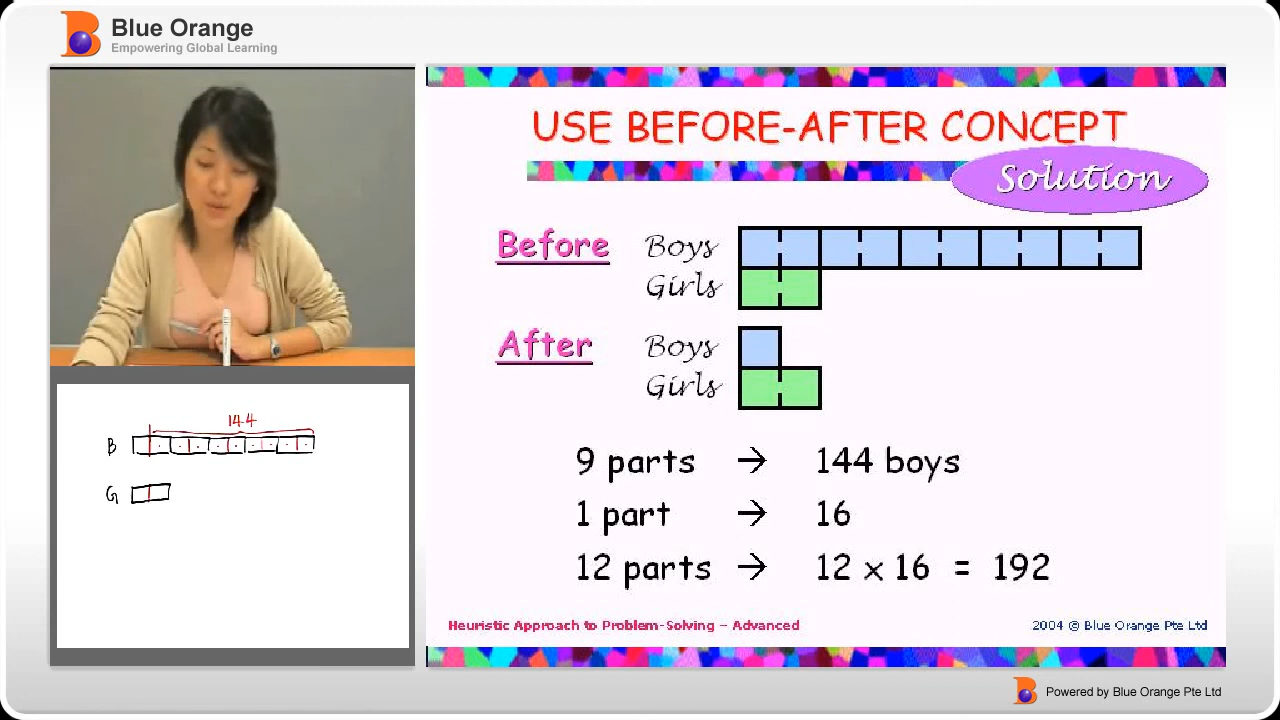 Blue Orange
Empowering Global Learning
USE BEFORE-AFTER CONCEPT
Solution
Before Boys
Girls
After Boys
Girls
9 parts → 144 boys
1 part → 16
12 parts → 12 x 16 = 192
Heuristic Approach to Problem-Solving – Advanced
2004 © Blue Orange Pte Ltd
144
B
G
Powered by Blue Orange Pte Ltd